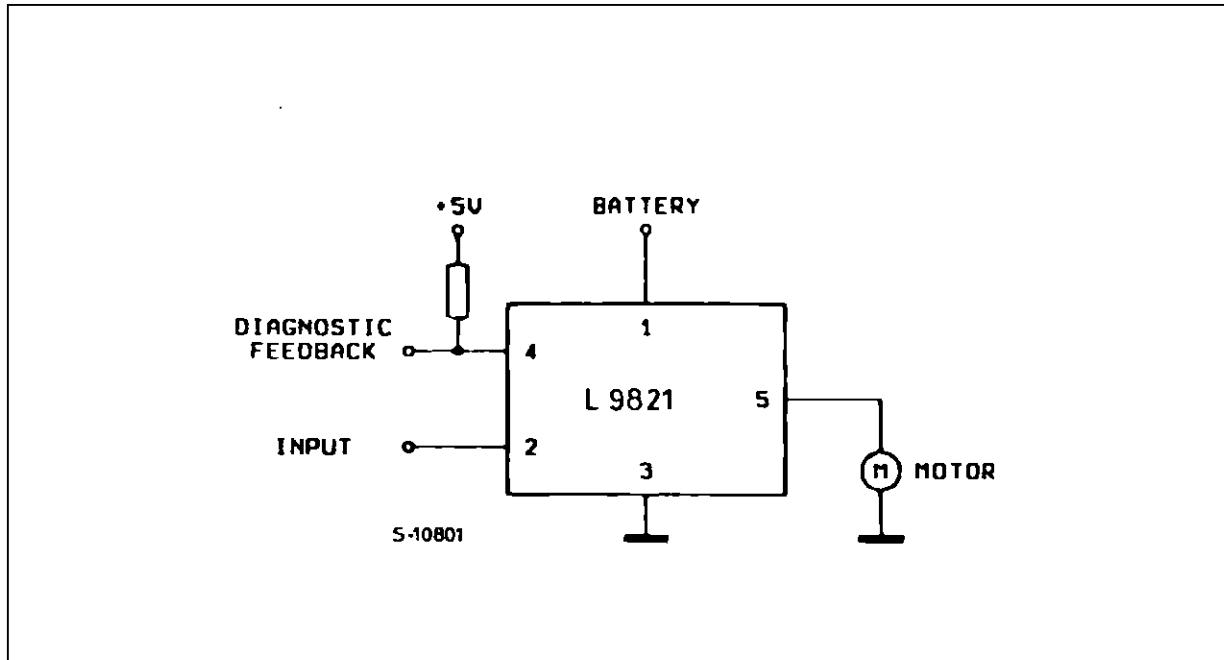 +5V
BATTERY
DIAGNOSTIC
FEEDBACK
4
1
L 9821
5
INPUT
2
3
M
MOTOR
S-10801